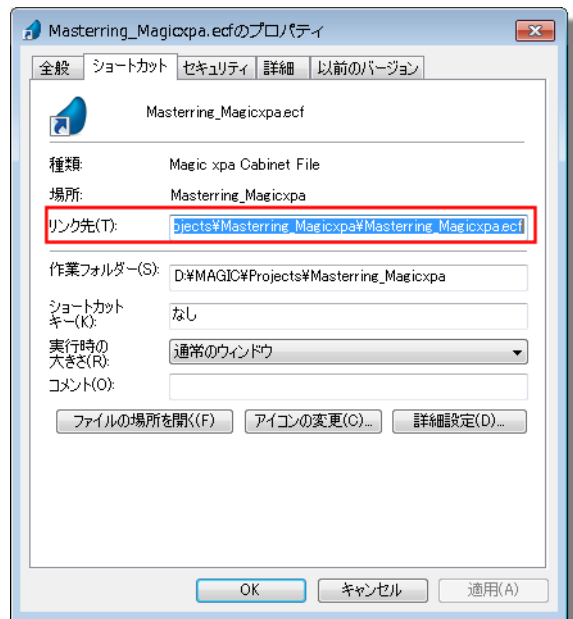 Masterring_Magicxpa.ecfのプロパティ
全般 ショートカット セキュリティ 詳細 以前のバージョン
Masterring_Magicxpa.ecf
種類: Magic xpa Cabinet File
場所: Masterring_Magicxpa
リンク先(T): ojects¥Masterring_Magicxpa¥Masterring_Magicxpa.ecf
作業フォルダー(S): D:¥MAGIC¥Projects¥Masterring_Magicxpa
ショートカット
キー(K): なし
実行時の
大きさ(R): 通常のウィンドウ
コメント(O):
ファイルの場所を開く(F) アイコンの変更(C)... 詳細設定(D)...
OK キャンセル 適用(A)